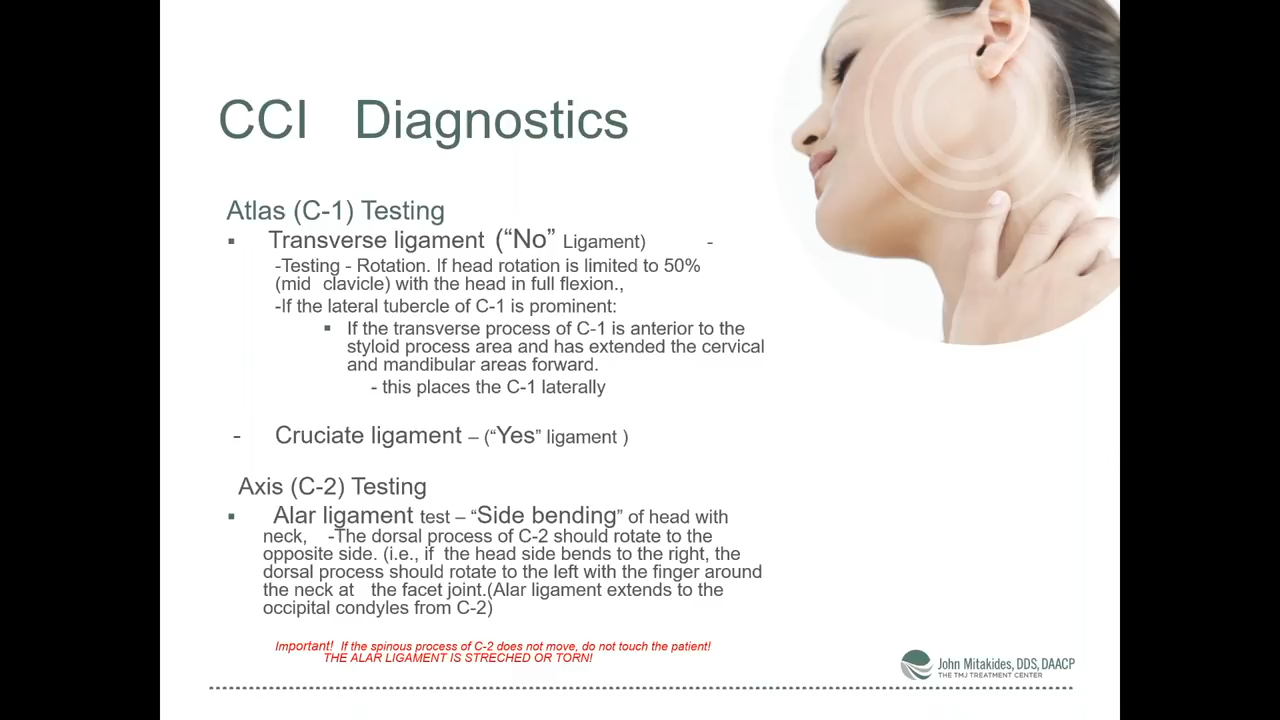 CCI Diagnostics
Atlas (C-1) Testing
▪ Transverse ligament (“No” Ligament) -
-Testing - Rotation. If head rotation is limited to 50%
(mid clavicle) with the head in full flexion.,
-If the lateral tubercle of C-1 is prominent:
▪ If the transverse process of C-1 is anterior to the
styloid process area and has extended the cervical
and mandibular areas forward.
- this places the C-1 laterally
- Cruciate ligament – (“Yes” ligament )
Axis (C-2) Testing
▪ Alar ligament test – “Side bending” of head with
neck, -The dorsal process of C-2 should rotate to the
opposite side. (i.e., if the head side bends to the right, the
dorsal process should rotate to the left with the finger around
the neck at the facet joint.(Alar ligament extends to the
occipital condyles from C-2)
Important! If the spinous process of C-2 does not move, do not touch the patient!
THE ALAR LIGAMENT IS STRECHED OR TORN!
John Mitakides, DDS, DAACP
THE TMJ TREATMENT CENTER